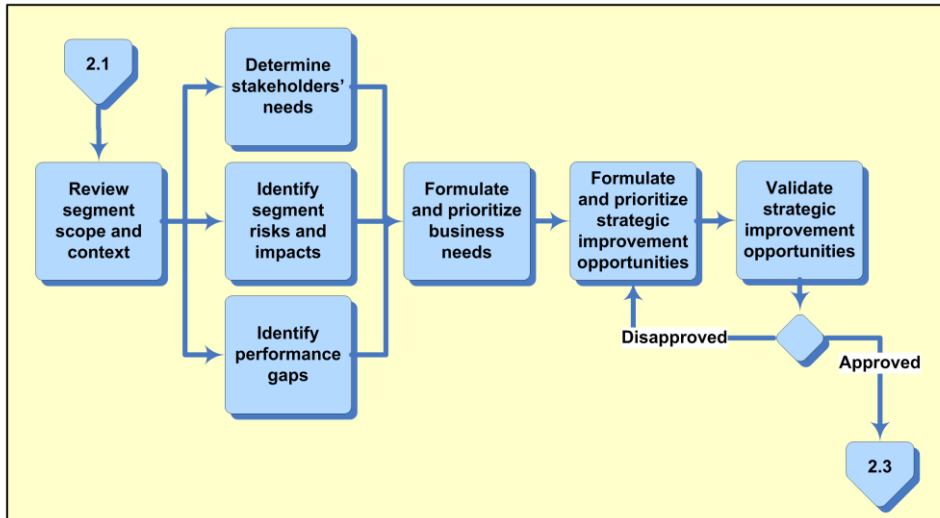 2.1
Review
segment
scope and
context
Determine
stakeholders’
needs
Identify
segment
risks and
impacts
Identify
performance
gaps
Formulate
and prioritize
business
needs
Formulate
and prioritize
strategic
improvement
opportunities
Validate
strategic
improvement
opportunities
Disapproved
Approved
2.3